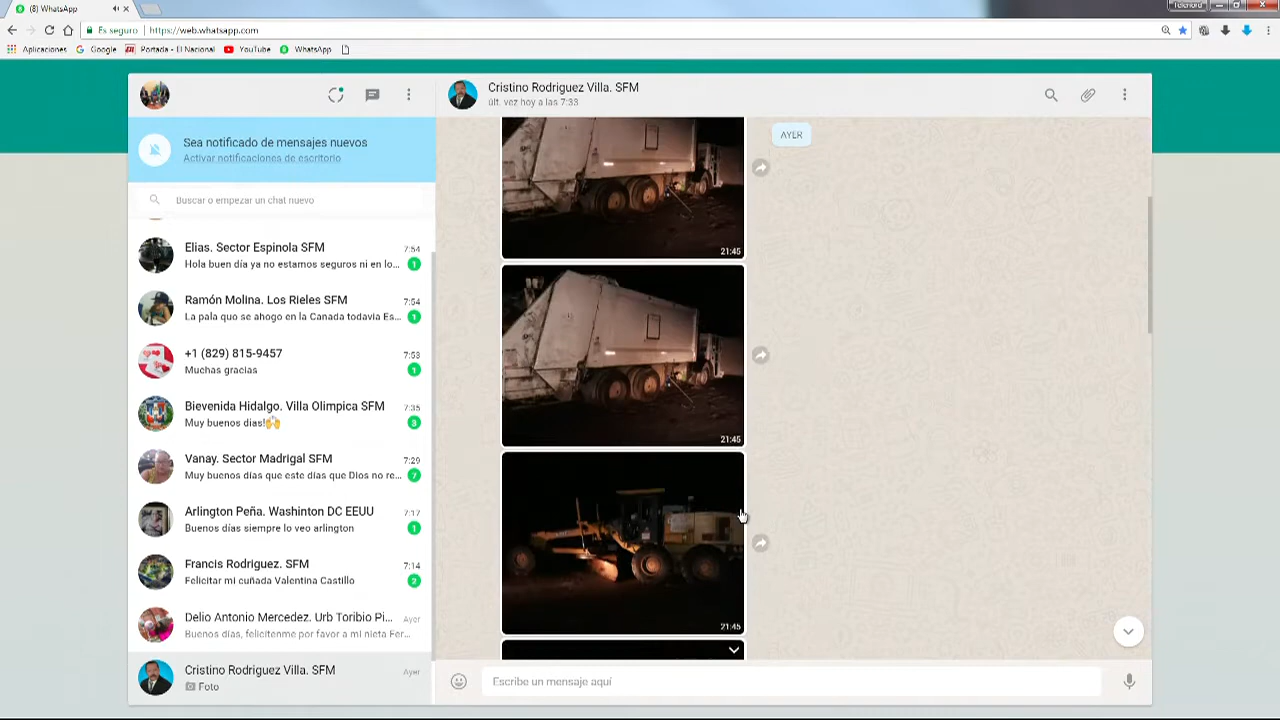 (8) WhatsApp
Telenord
Es seguro
https://web.whatsapp.com
Aplicaciones
Google
Portada - El Nacional
YouTube
WhatsApp
Cristino Rodriguez Villa. SFM
últ. vez hoy a las 7:33
Sea notificado de mensajes nuevos
Activar notificaciones de escritorio
Buscar o empezar un chat nuevo
Elias. Sector Espinola SFM 7:54
Hola buen día ya no estamos seguros ni en lo... 1
Ramón Molina. Los Rieles SFM 7:54
La pala que se ahogo en la Canada todavia Es... 1
+1 (829) 815-9457 7:53
Muchas gracias 1
Bievenida Hidalgo. Villa Olimpica SFM 7:35
Muy buenos dias!🙌 3
Vanay. Sector Madrigal SFM 7:29
Muy buenos días que este días que Dios no re... 7
Arlington Peña. Washinton DC EEUU 7:17
Buenos días siempre lo veo arlington 1
Francis Rodriguez. SFM 7:14
Felicitar mi cuñada Valentina Castillo 2
Delio Antonio Mercedez. Urb Toribio Pi... Ayer
Buenos días, felicitenme por favor a mi nieta Fer...
Cristino Rodriguez Villa. SFM Ayer
Foto
AYER
21:45
21:45
21:45
Escribe un mensaje aquí